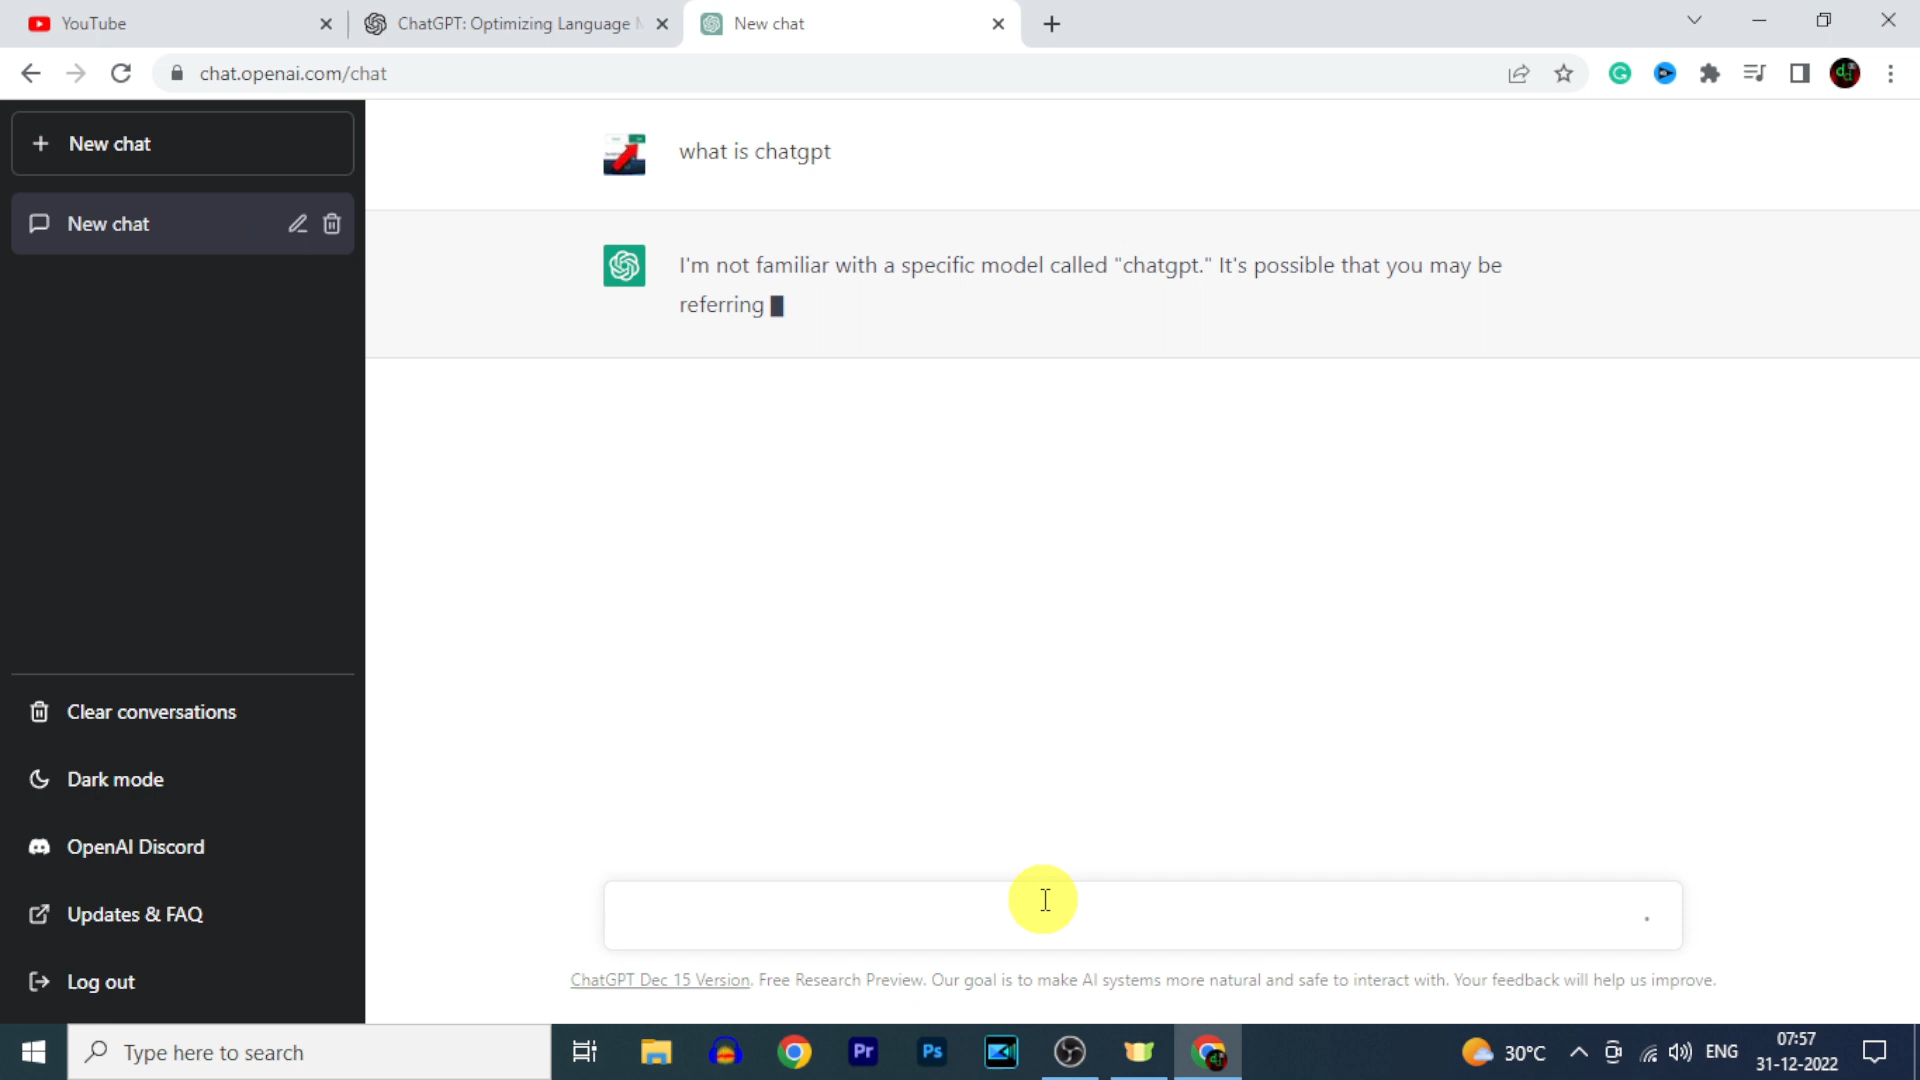 YouTube
ChatGPT: Optimizing Language
New chat
chat.openai.com/chat
New chat
New chat
what is chatgpt
I'm not familiar with a specific model called "chatgpt." It's possible that you may be
referring
Clear conversations
Dark mode
OpenAI Discord
Updates & FAQ
Log out
ChatGPT Dec 15 Version. Free Research Preview. Our goal is to make AI systems more natural and safe to interact with. Your feedback will help us improve.
Type here to search
Pr
Ps
30°C
ENG
07:57
31-12-2022